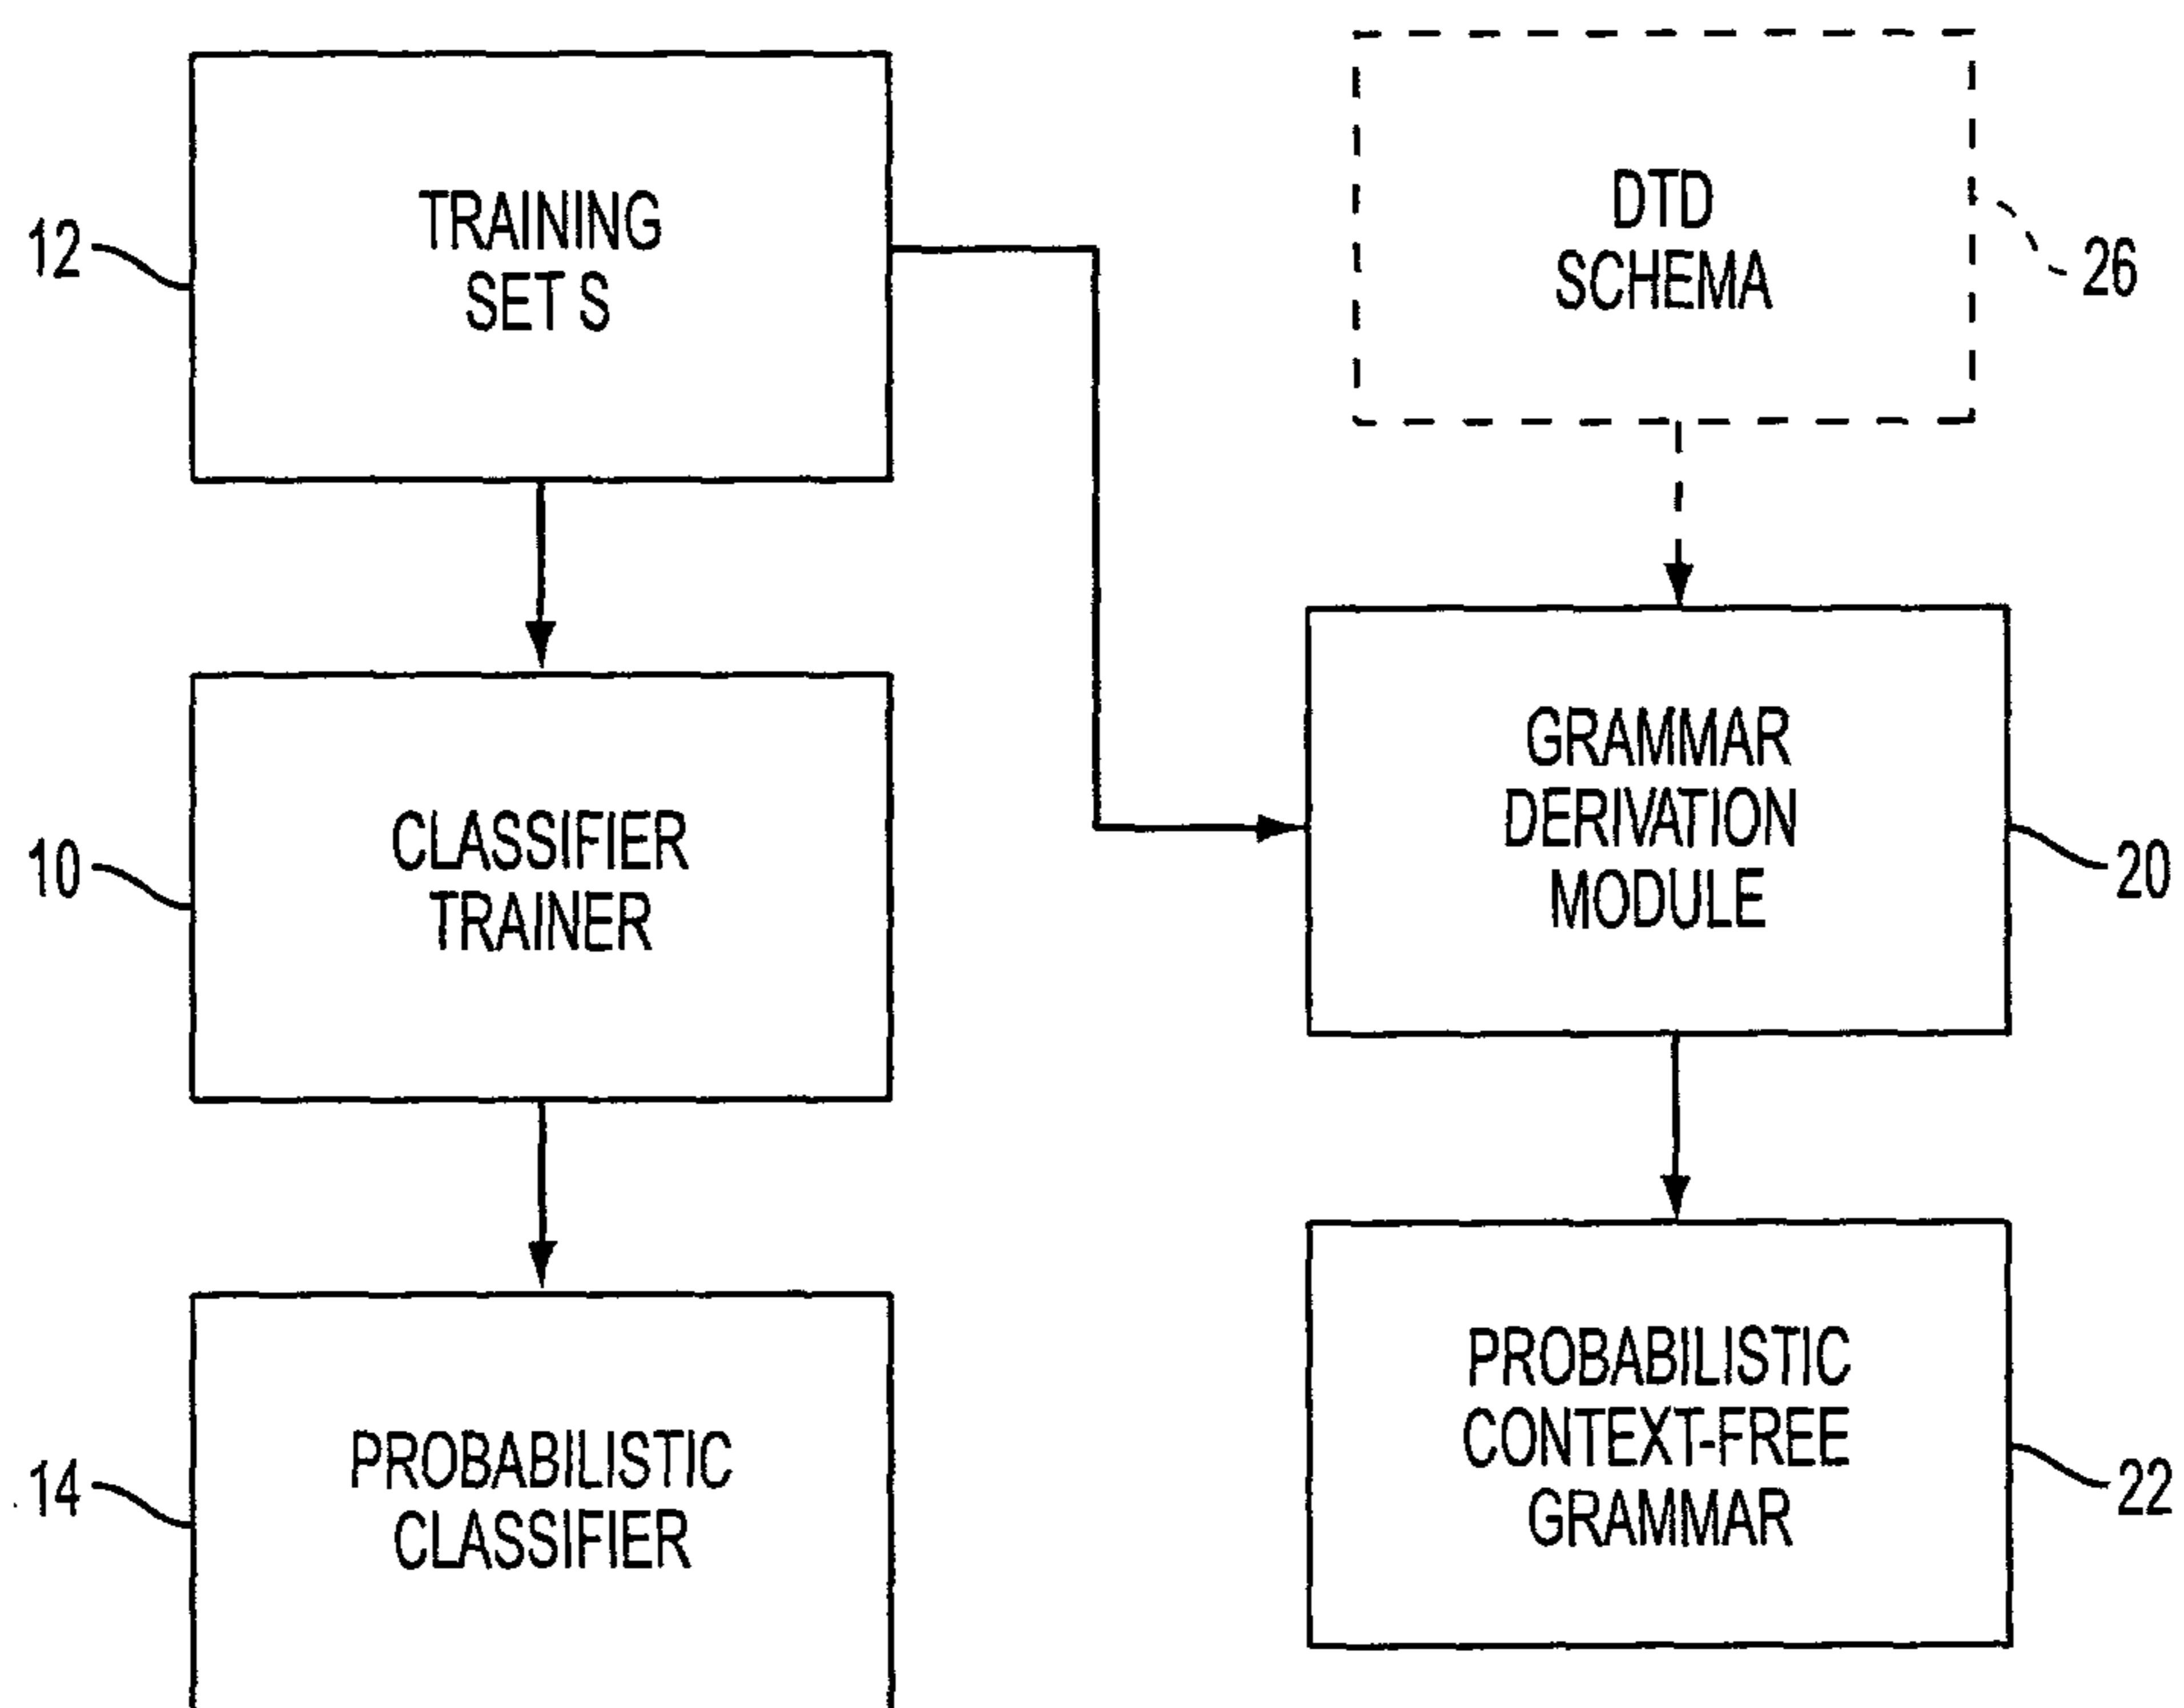 12
TRAINING
SET S
DTD
SCHEMA
26
10
CLASSIFIER
TRAINER
GRAMMAR
DERIVATION
MODULE
20
14
PROBABILISTIC
CLASSIFIER
PROBABILISTIC
CONTEXT-FREE
GRAMMAR
22